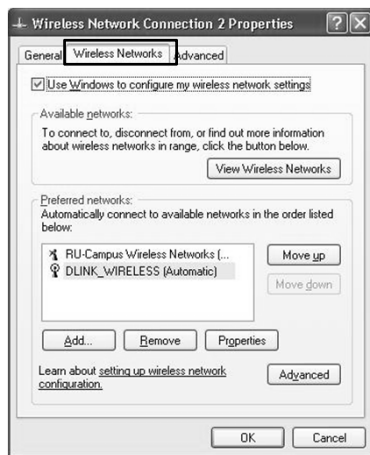 Wireless Network Connection 2 Properties
General Wireless Networks Advanced
Use Windows to configure my wireless network settings
Available networks:
To connect to, disconnect from, or find out more information
about wireless networks in range, click the button below.
View Wireless Networks
Preferred networks:
Automatically connect to available networks in the order listed
below:
RU-Campus Wireless Networks (...
DLINK_WIRELESS (Automatic)
Move up
Move down
Add... Remove Properties
Learn about setting up wireless network
configuration.
Advanced
OK Cancel